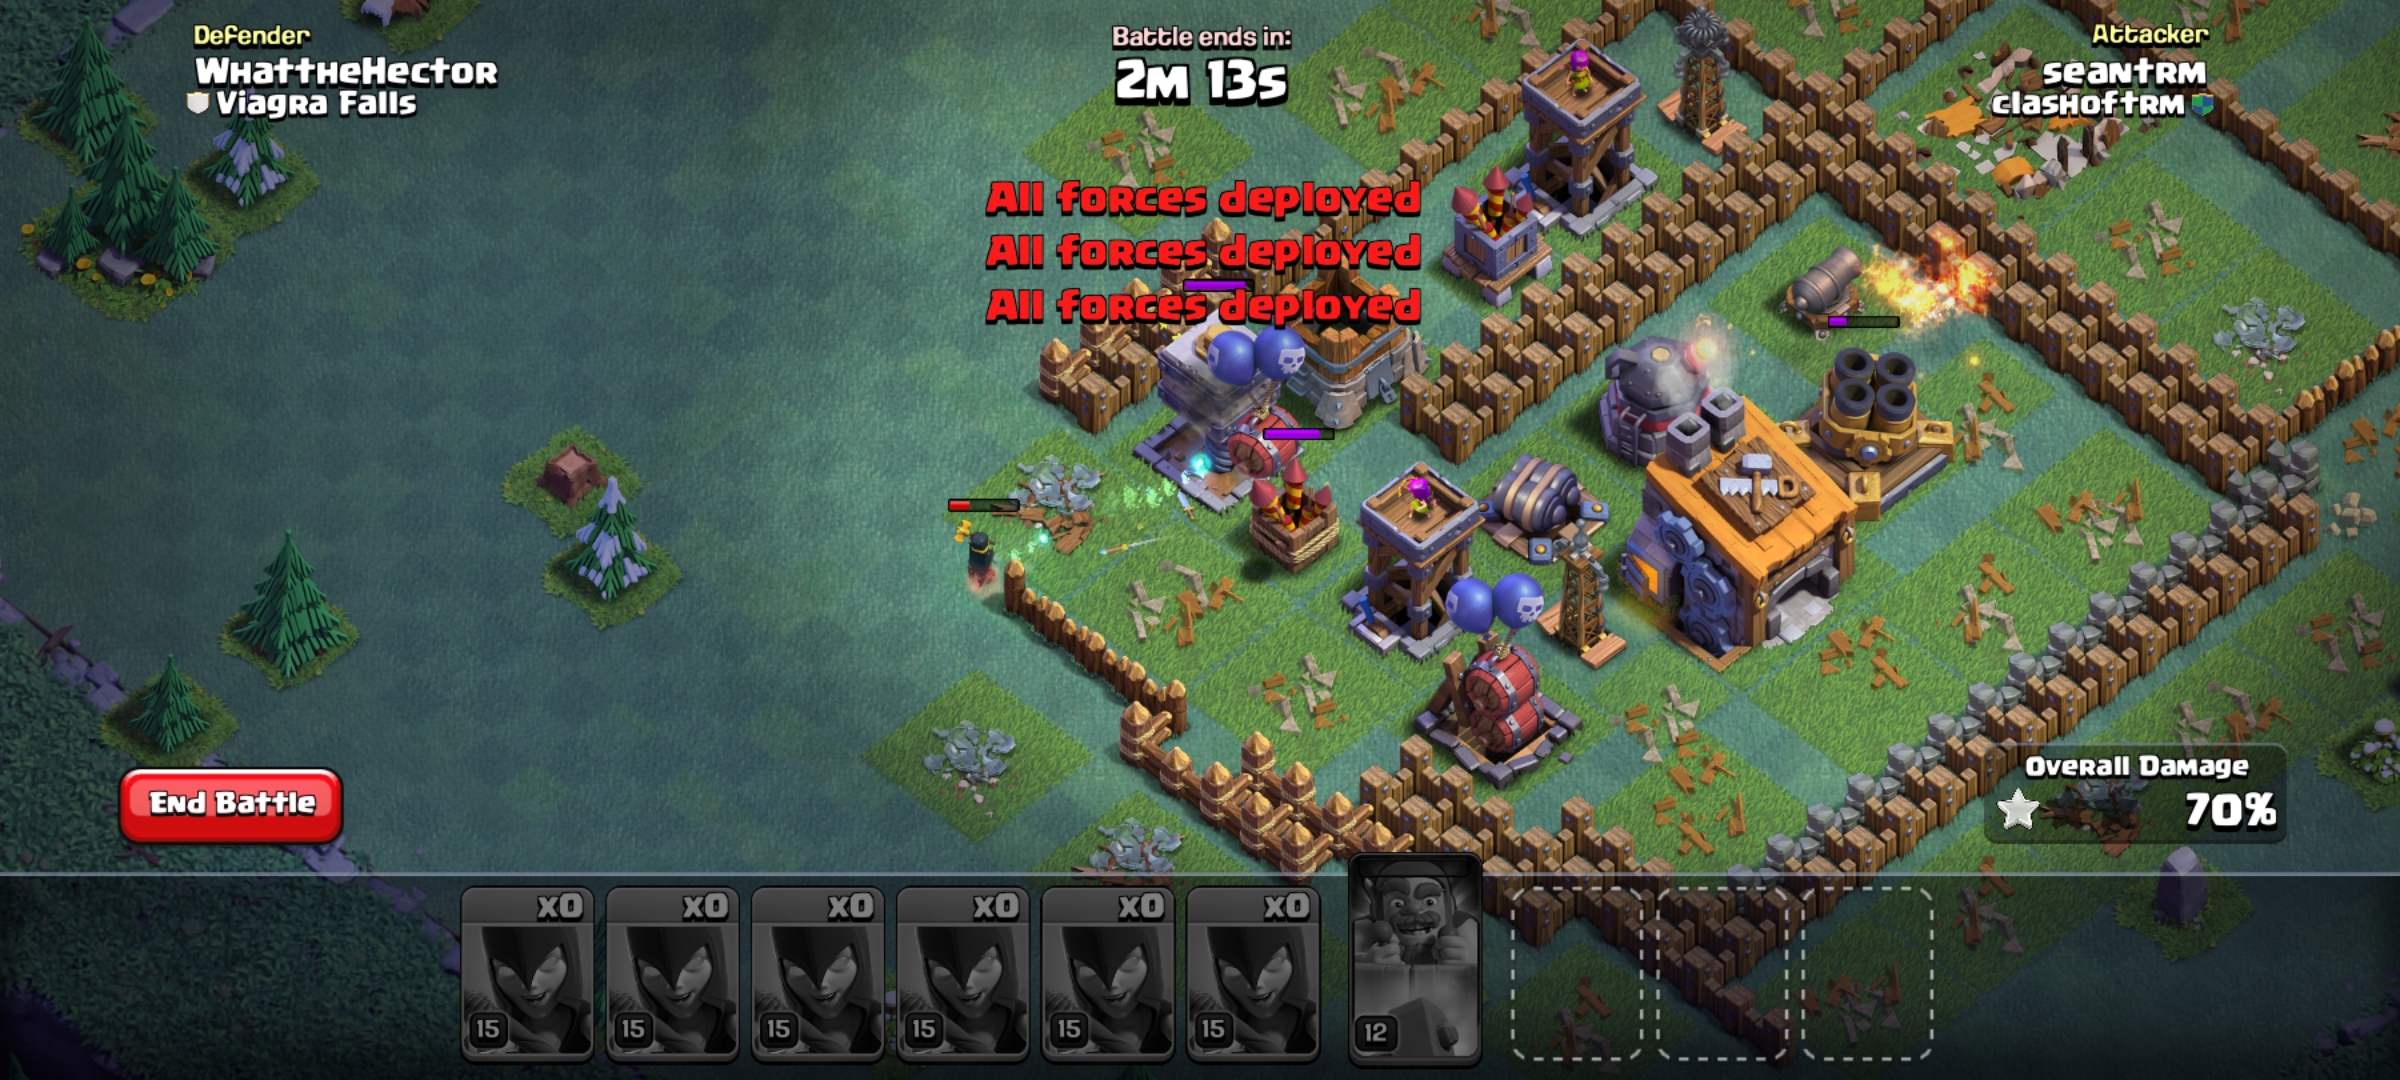 Defender
WhattheHector
Viagra Falls
Battle ends in:
2m 13s
Attacker
seantrm
clashoftrm
All forces deployed
All forces deployed
All forces deployed
End Battle
Overall Damage
70%
x0 x0 x0 x0 x0 x0
15 15 15 15 15 15 12